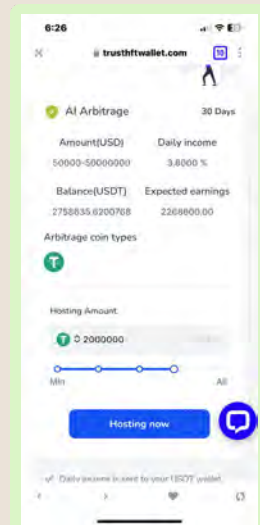 6:26
trusthftwallet.com
10
AI Arbitrage 30 Days
Amount(USD) Daily income
50000-50000000 3.8000 %
Balance(USDT) Expected earnings
2758635.6200768 2268600.00
Arbitrage coin types
Hosting Amount
2000000
Min All
Hosting now
Daily income is sent to your USDT wallet